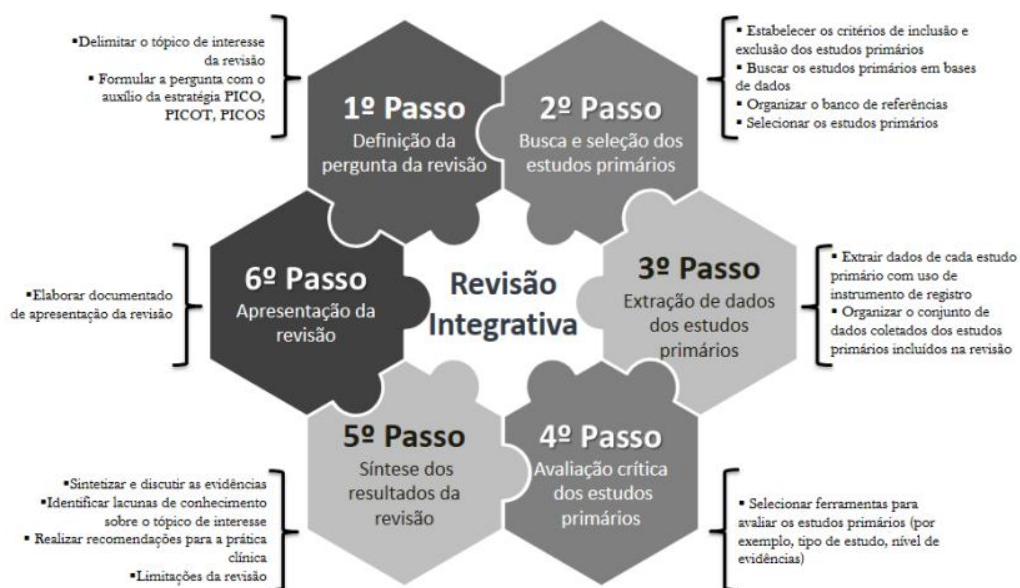 ▪Delimitar o tópico de interesse
da revisão
▪ Formular a pergunta com o
auxílio da estratégia PICO,
PICOT, PICOS
1º Passo
Definição da
pergunta da revisão
2º Passo
Busca e seleção dos
estudos primários
▪ Estabelecer os critérios de inclusão e
exclusão dos estudos primários
▪ Buscar os estudos primários em bases
de dados
▪ Organizar o banco de referências
▪ Selecionar os estudos primários
▪Elaborar documentado
de apresentação da revisão
6º Passo
Apresentação da
revisão
Revisão
Integrativa
3º Passo
Extração de dados
dos estudos
primários
▪ Extrair dados de cada estudo
primário com uso de
instrumento de registro
▪ Organizar o conjunto de
dados coletados dos estudos
primários incluídos na revisão
▪Sintetizar e discutir as evidências
▪Identificar lacunas de conhecimento
sobre o tópico de interesse
▪ Realizar recomendações para a prática
clínica
▪Limitações da revisão
5º Passo
Síntese dos
resultados da
revisão
4º Passo
Avaliação crítica
dos estudos
primários
▪ Selecionar ferramentas para
avaliar os estudos primários (por
exemplo, tipo de estudo, nível de
evidências)